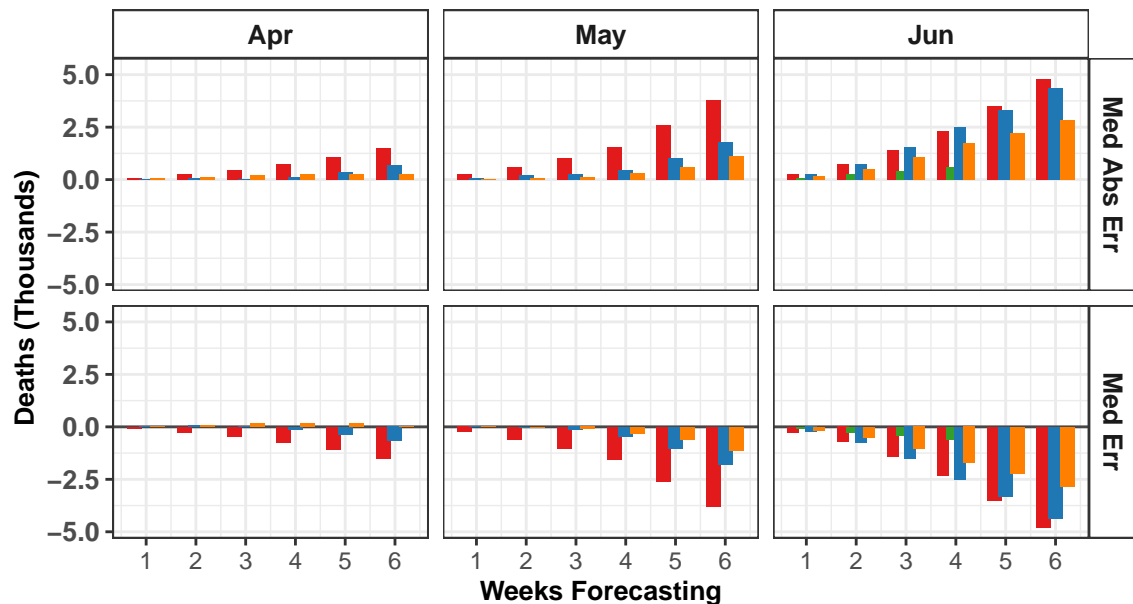 Apr May Jun
5.0
2.5
0.0
−2.5
−5.0
Med Abs Err
5.0
2.5
0.0
−2.5
−5.0
Med Err
Deaths (Thousands)
1 2 3 4 5 6 1 2 3 4 5 6 1 2 3 4 5 6
Weeks Forecasting